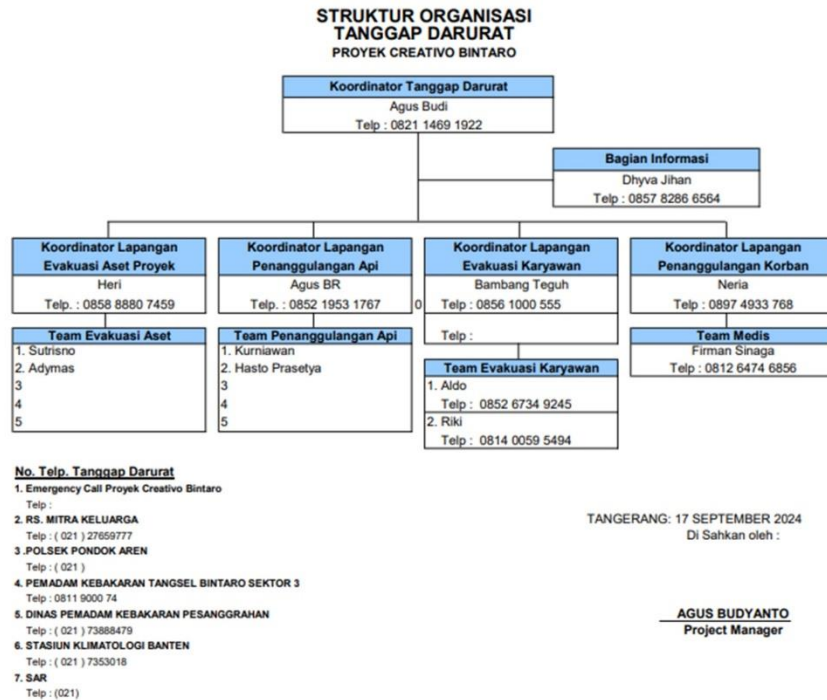 STRUKTUR ORGANISASI
TANGGAP DARURAT
PROYEK CREATIVO BINTARO
Koordinator Tanggap Darurat
Agus Budi
Telp : 0821 1469 1922
Bagian Informasi
Dhyva Jihan
Telp : 0857 8286 6564
Koordinator Lapangan
Evakuasi Aset Proyek
Heri
Telp. : 0858 8880 7459
Team Evakuasi Aset
1. Sutrisno
2. Adymas
3
4
5
Koordinator Lapangan
Penanggulangan Api
Agus BR
Telp. : 0852 1953 1767
Team Penanggulangan Api
1. Kurniawan
2. Hasto Prasetya
3
4
5
Koordinator Lapangan
Evakuasi Karyawan
Bambang Teguh
0 Telp : 0856 1000 555
Telp :
Team Evakuasi Karyawan
1. Aldo
Telp : 0852 6734 9245
2. Riki
Telp : 0814 0059 5494
Koordinator Lapangan
Penanggulangan Korban
Neria
Telp : 0897 4933 768
Team Medis
Firman Sinaga
Telp : 0812 6474 6856
No. Telp. Tanggap Darurat
1. Emergency Call Proyek Creativo Bintaro
Telp :
2. RS. MITRA KELUARGA
Telp : ( 021 ) 27659777
3 .POLSEK PONDOK AREN
Telp : ( 021 )
4. PEMADAM KEBAKARAN TANGSEL BINTARO SEKTOR 3
Telp : 0811 9000 74
5. DINAS PEMADAM KEBAKARAN PESANGGRAHAN
Telp : ( 021 ) 73888479
6. STASIUN KLIMATOLOGI BANTEN
Telp : ( 021 ) 7353018
7. SAR
Telp : (021)
TANGERANG: 17 SEPTEMBER 2024
Di Sahkan oleh :
AGUS BUDYANTO
Project Manager